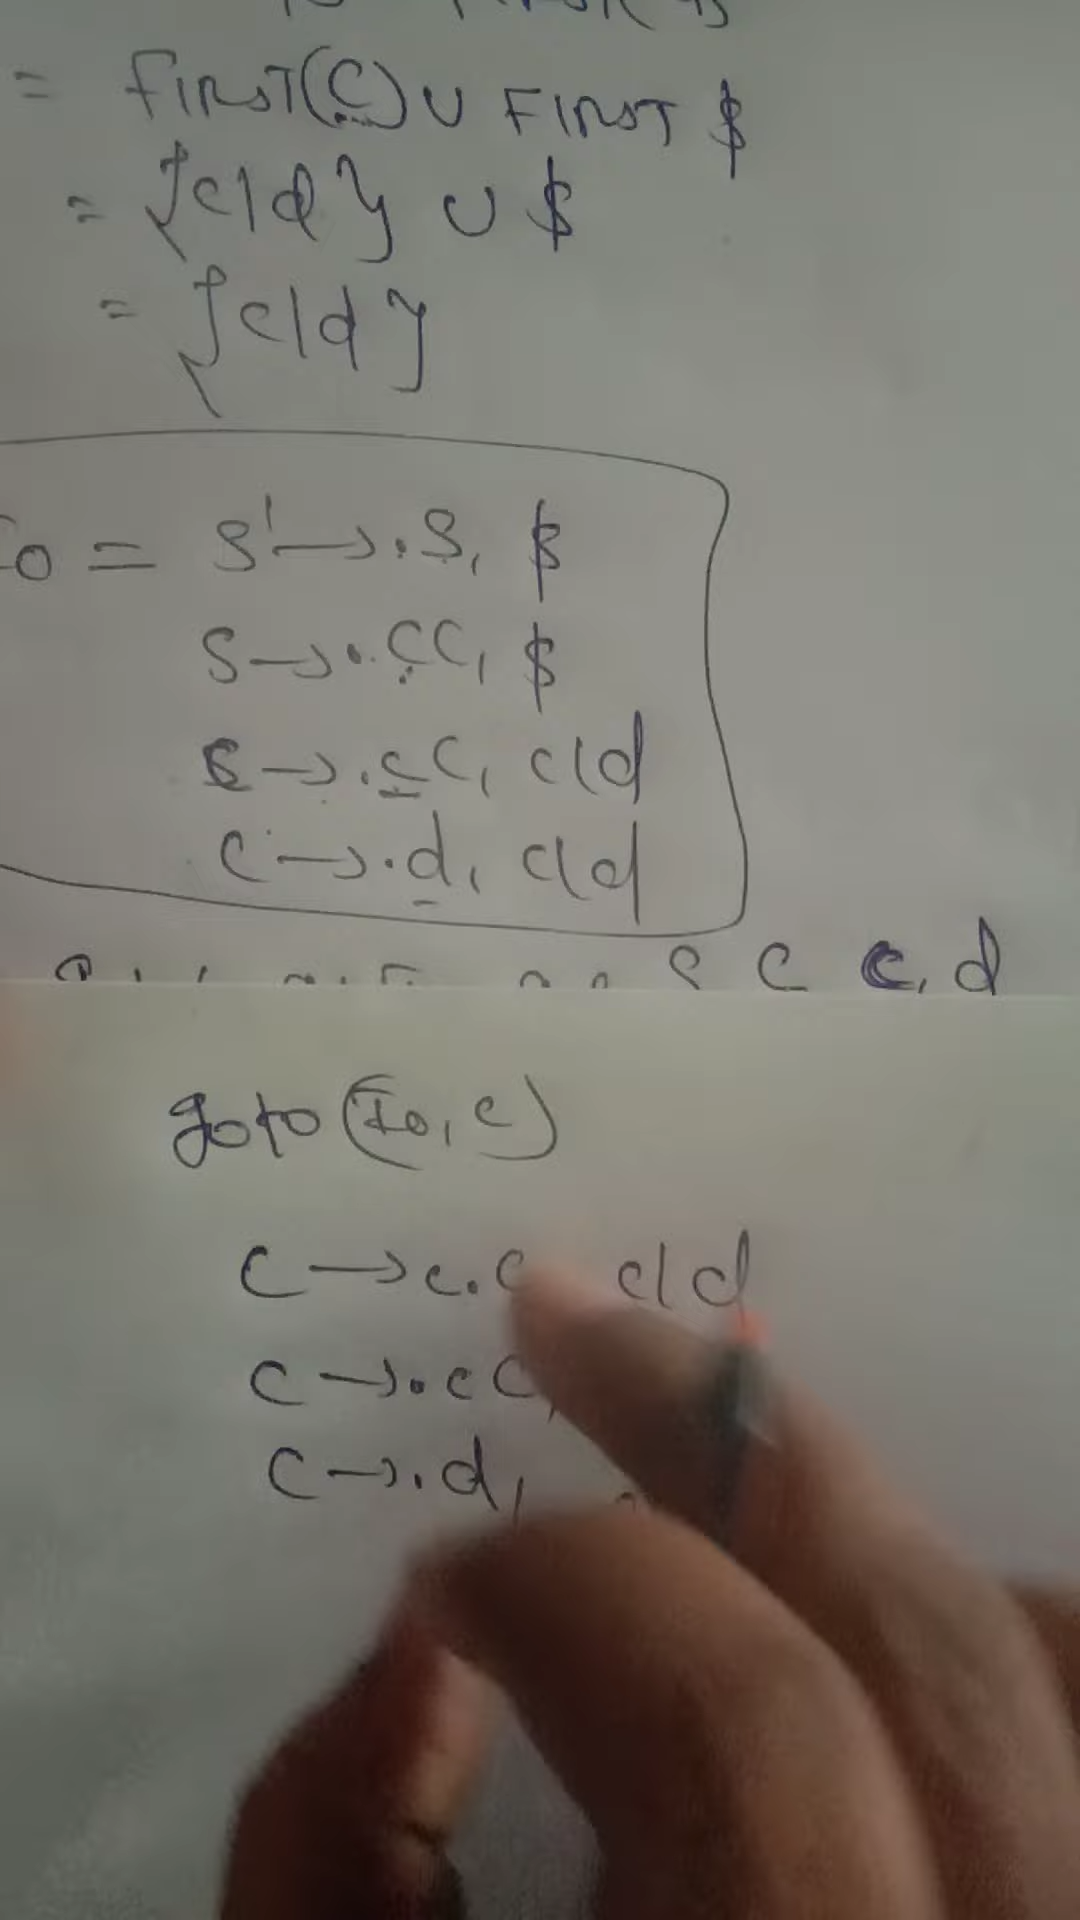 = FIRST(C) ∪ FIRST $
= {c|d} ∪ $
= {c|d}
I0 = S' → .S, $
S → .CC, $
C → .cC, c|d
C → .d, c|d
S C c, d
goto (I0, c)
C → c.C c|d
C → .cC,
C → .d,